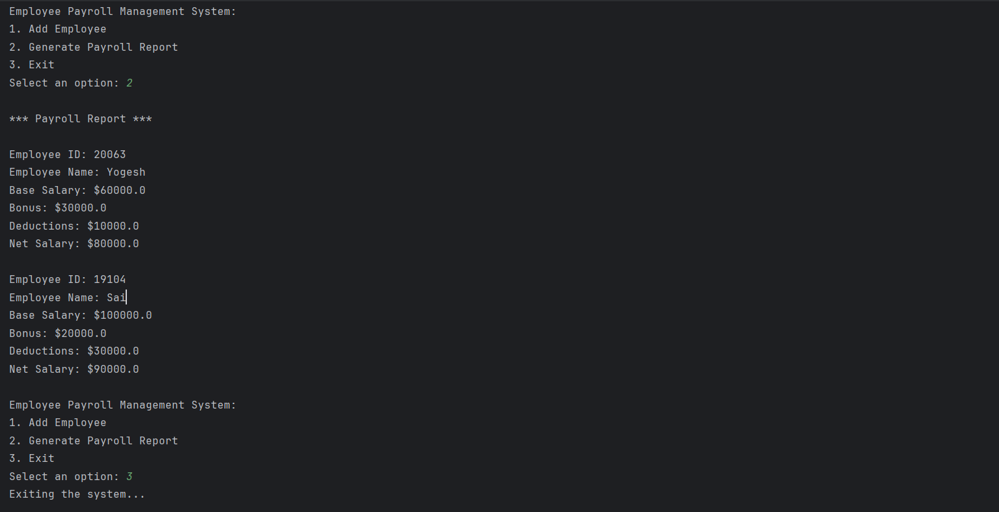 Employee Payroll Management System:
1. Add Employee
2. Generate Payroll Report
3. Exit
Select an option: 2
*** Payroll Report ***
Employee ID: 20063
Employee Name: Yogesh
Base Salary: $60000.0
Bonus: $30000.0
Deductions: $10000.0
Net Salary: $80000.0
Employee ID: 19104
Employee Name: Sai
Base Salary: $100000.0
Bonus: $20000.0
Deductions: $30000.0
Net Salary: $90000.0
Employee Payroll Management System:
1. Add Employee
2. Generate Payroll Report
3. Exit
Select an option: 3
Exiting the system...